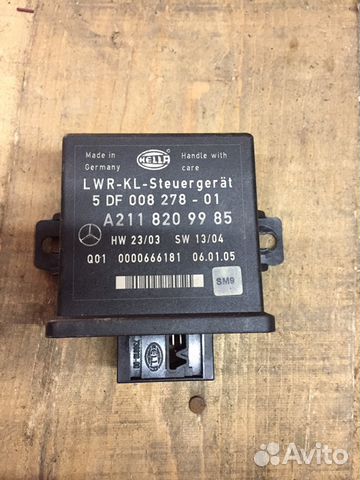 Made in
Germany
HELLA
Handle with
care
LWR-KL-Steuergerät
5 DF 008 278 - 01
A211 820 99 85
HW 23/03 SW 13/04
Q01 0000666181 06.01.05
SM9
Avito